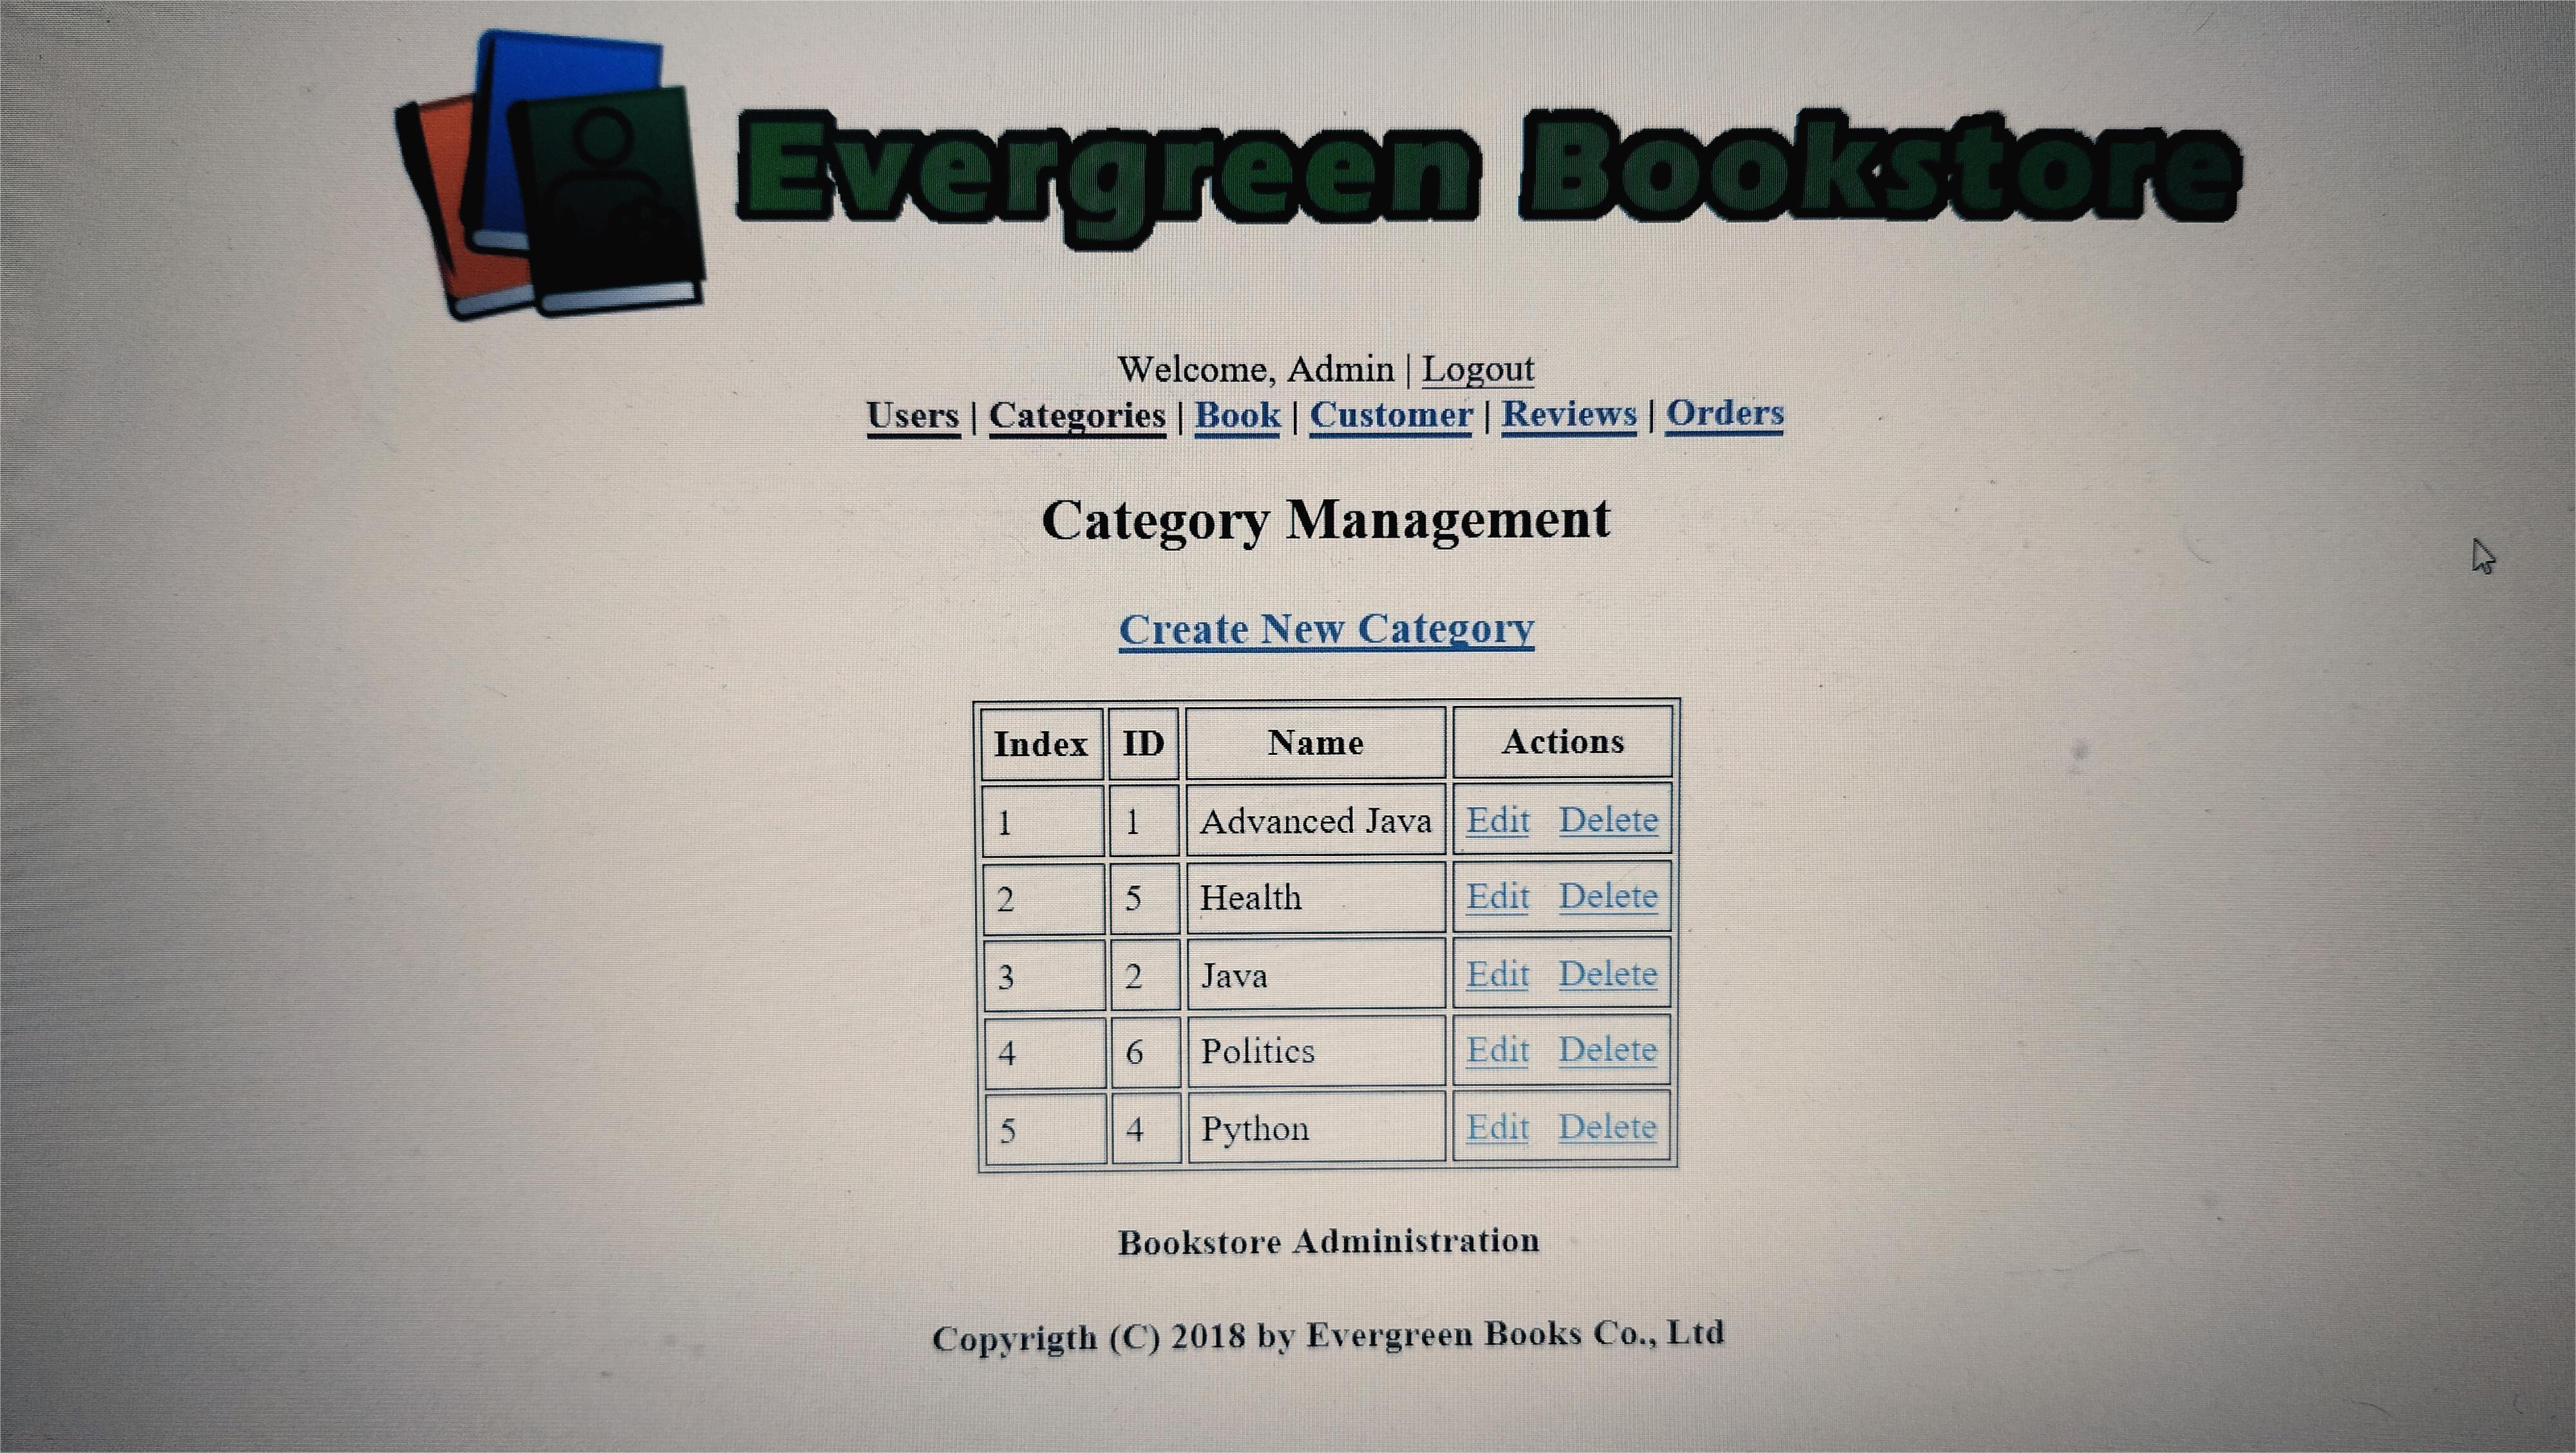 Evergreen Bookstore
Welcome, Admin | Logout
Users | Categories | Book | Customer | Reviews | Orders
Category Management
Create New Category
Index ID Name Actions
1 1 Advanced Java Edit Delete
2 5 Health Edit Delete
3 2 Java Edit Delete
4 6 Politics Edit Delete
5 4 Python Edit Delete
Bookstore Administration
Copyrigth (C) 2018 by Evergreen Books Co., Ltd